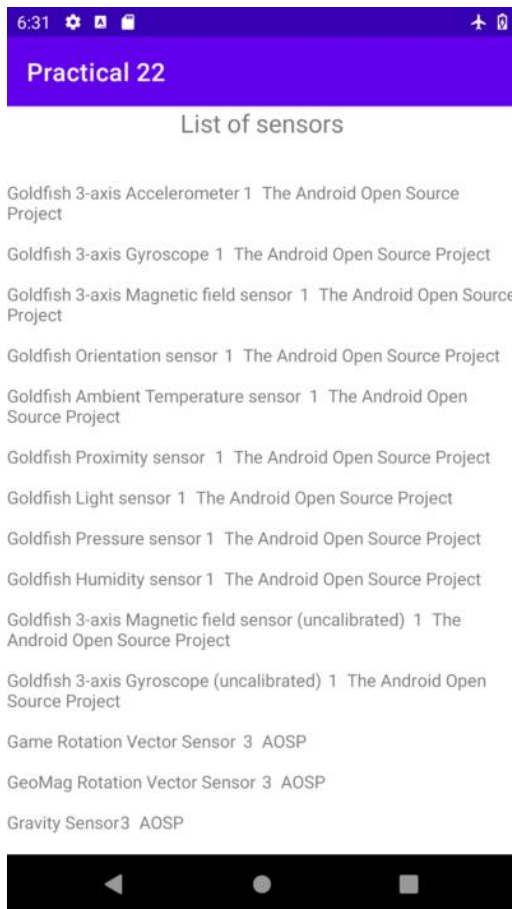 6:31
Practical 22
List of sensors
Goldfish 3-axis Accelerometer 1 The Android Open Source
Project
Goldfish 3-axis Gyroscope 1 The Android Open Source Project
Goldfish 3-axis Magnetic field sensor 1 The Android Open Source
Project
Goldfish Orientation sensor 1 The Android Open Source Project
Goldfish Ambient Temperature sensor 1 The Android Open
Source Project
Goldfish Proximity sensor 1 The Android Open Source Project
Goldfish Light sensor 1 The Android Open Source Project
Goldfish Pressure sensor 1 The Android Open Source Project
Goldfish Humidity sensor 1 The Android Open Source Project
Goldfish 3-axis Magnetic field sensor (uncalibrated) 1 The
Android Open Source Project
Goldfish 3-axis Gyroscope (uncalibrated) 1 The Android Open
Source Project
Game Rotation Vector Sensor 3 AOSP
GeoMag Rotation Vector Sensor 3 AOSP
Gravity Sensor3 AOSP